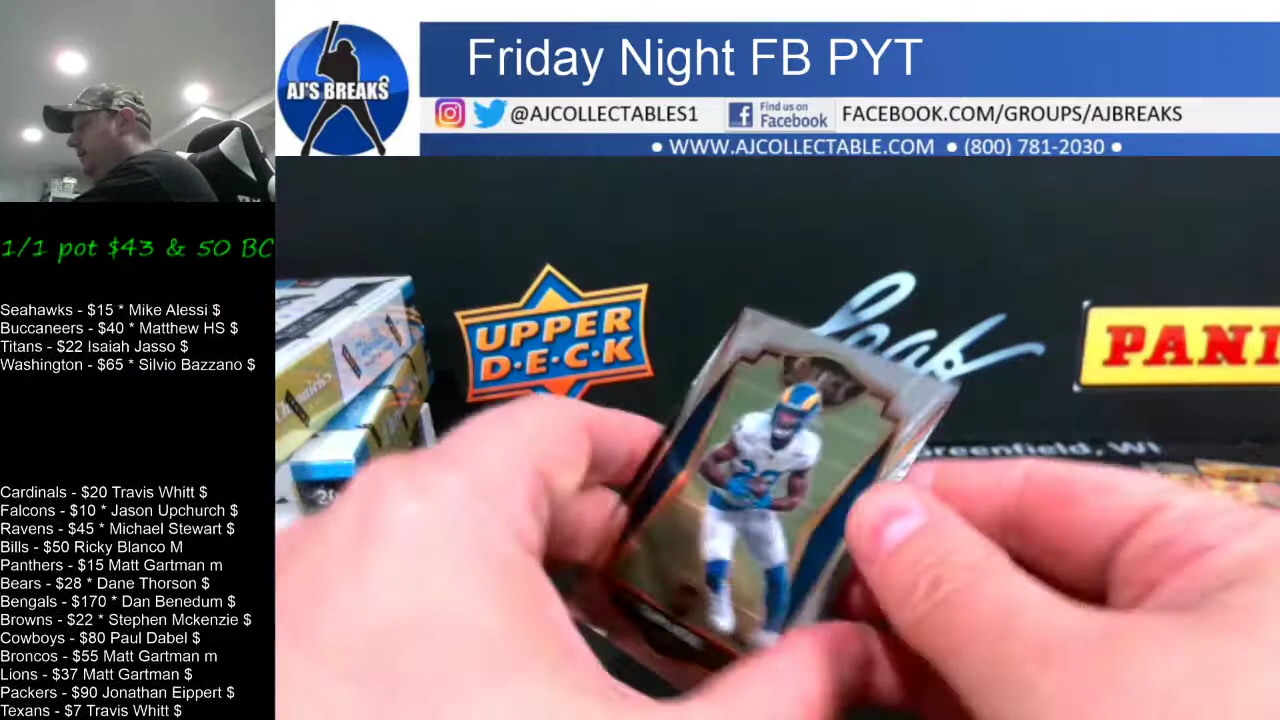 Friday Night FB PYT
AJ'S BREAKS
@AJCOLLECTABLES1
Find us on
Facebook
FACEBOOK.COM/GROUPS/AJBREAKS
• WWW.AJCOLLECTABLE.COM • (800) 781-2030 •
1/1 pot $43 & 50 BC
Seahawks - $15 * Mike Alessi $
Buccaneers - $40 * Matthew HS $
Titans - $22 Isaiah Jasso $
Washington - $65 * Silvio Bazzano $
Cardinals - $20 Travis Whitt $
Falcons - $10 * Jason Upchurch $
Ravens - $45 * Michael Stewart $
Bills - $50 Ricky Blanco M
Panthers - $15 Matt Gartman m
Bears - $28 * Dane Thorson $
Bengals - $170 * Dan Benedum $
Browns - $22 * Stephen Mckenzie $
Cowboys - $80 Paul Dabel $
Broncos - $55 Matt Gartman m
Lions - $37 Matt Gartman $
Packers - $90 Jonathan Eippert $
Texans - $7 Travis Whitt $
UPPER
D•E•C•K
Leaf
PANI
Greenfield, WI
Chronicles